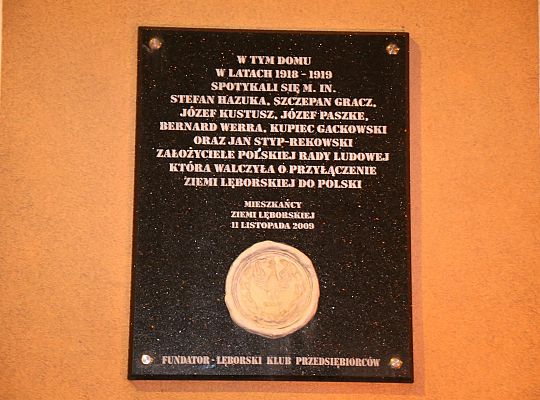 W TYM DOMU
W LATACH 1918 - 1919
SPOTYKALI SIĘ M. IN.
STEFAN HAZUKA, SZCZEPAN GRACZ,
JÓZEF KUSTUSZ, JÓZEF PASZKE,
BERNARD WERRA, KUPIEC GACKOWSKI
ORAZ JAN STYP-REKOWSKI
ZAŁOŻYCIELE POLSKIEJ RADY LUDOWEJ
KTÓRA WALCZYŁA O PRZYŁĄCZENIE
ZIEMI LĘBORSKIEJ DO POLSKI
MIESZKAŃCY
ZIEMI LĘBORSKIEJ
11 LISTOPADA 2009
FUNDATOR - LĘBORSKI KLUB PRZEDSIĘBIORCÓW